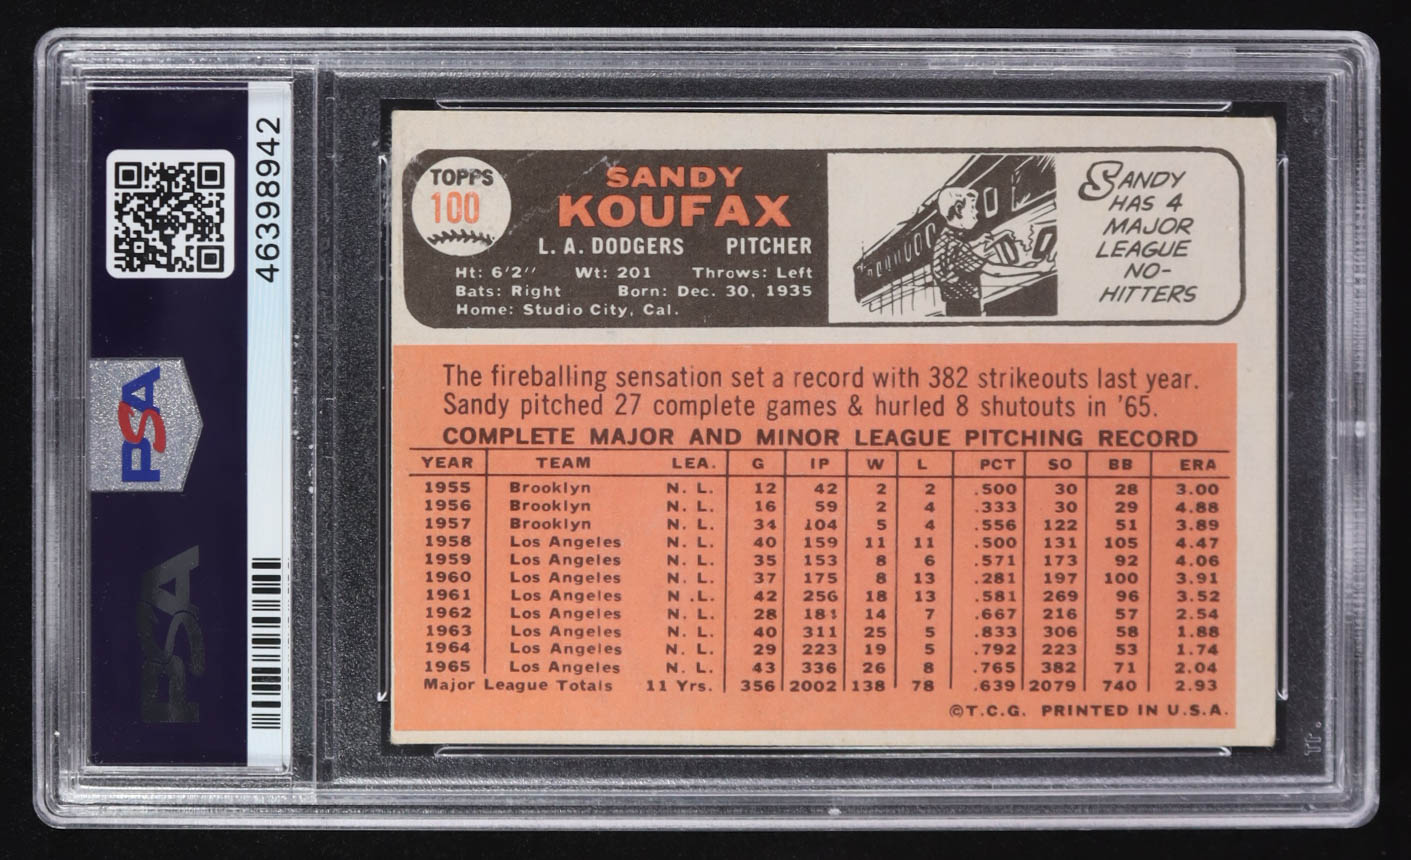 46398942
PSA
PSA
TOPPS
100
SANDY
KOUFAX
L. A. DODGERS PITCHER
Ht: 6'2" Wt: 201 Throws: Left
Bats: Right Born: Dec. 30, 1935
Home: Studio City, Cal.
SANDY
HAS 4
MAJOR
LEAGUE
NO-
HITTERS
The fireballing sensation set a record with 382 strikeouts last year.
Sandy pitched 27 complete games & hurled 8 shutouts in '65.
COMPLETE MAJOR AND MINOR LEAGUE PITCHING RECORD
YEAR TEAM LEA. G IP W L PCT SO BB ERA
1955 Brooklyn N. L. 12 42 2 2 .500 30 28 3.00
1956 Brooklyn N. L. 16 59 2 4 .333 30 29 4.88
1957 Brooklyn N. L. 34 104 5 4 .556 122 51 3.89
1958 Los Angeles N. L. 40 159 11 11 .500 131 105 4.47
1959 Los Angeles N. L. 35 153 8 6 .571 173 92 4.06
1960 Los Angeles N. L. 37 175 8 13 .281 197 100 3.91
1961 Los Angeles N .L. 42 256 18 13 .581 269 96 3.52
1962 Los Angeles N. L. 28 184 14 7 .667 216 57 2.54
1963 Los Angeles N. L. 40 311 25 5 .833 306 58 1.88
1964 Los Angeles N. L. 29 223 19 5 .792 223 53 1.74
1965 Los Angeles N. L. 43 336 26 8 .765 382 71 2.04
Major League Totals 11 Yrs. 356 2002 138 78 .639 2079 740 2.93
©T.C.G. PRINTED IN U.S.A.